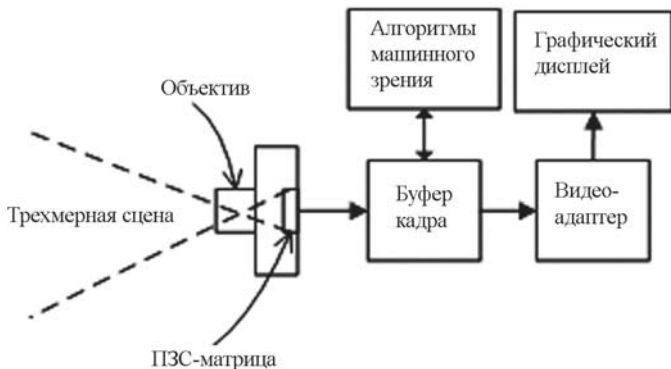 Алгоритмы
машинного
зрения
Графический
дисплей
Объектив
Трехмерная сцена
Буфер
кадра
Видео-
адаптер
ПЗС-матрица